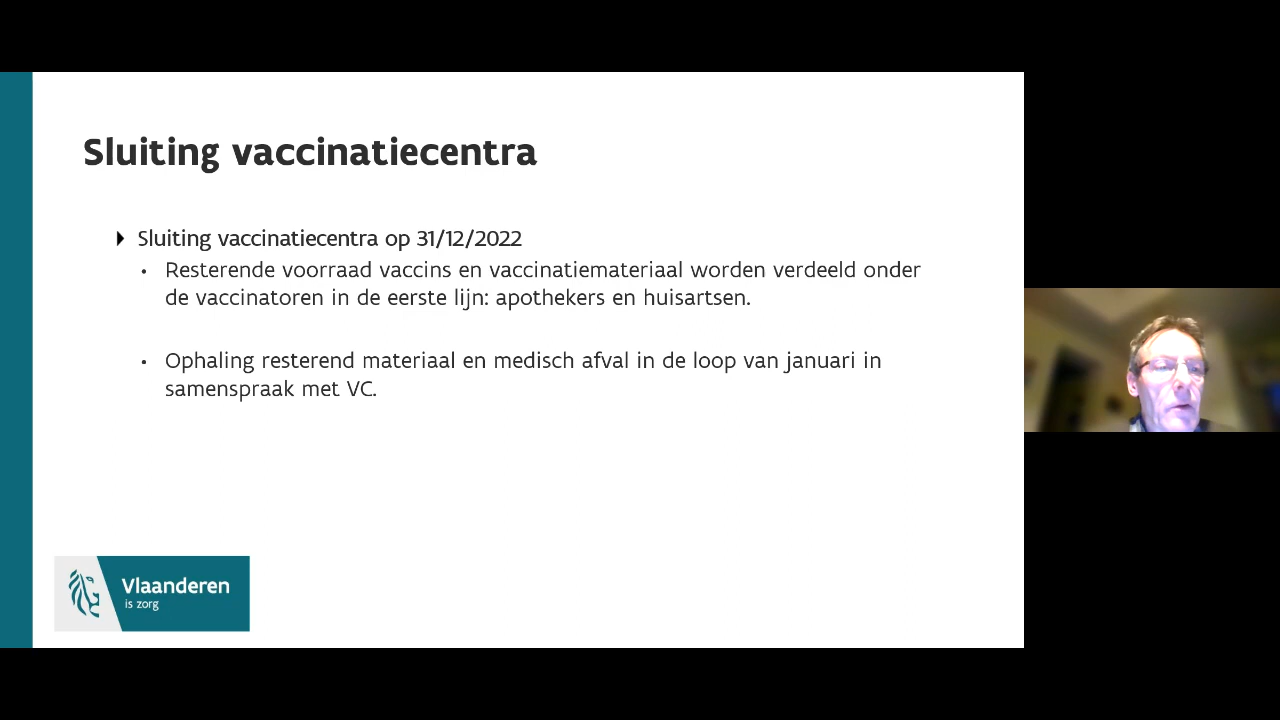 Sluiting vaccinatiecentra
Sluiting vaccinatiecentra op 31/12/2022
• Resterende voorraad vaccins en vaccinatiemateriaal worden verdeeld onder
de vaccinatoren in de eerste lijn: apothekers en huisartsen.
• Ophaling resterend materiaal en medisch afval in de loop van januari in
samenspraak met VC.
Vlaanderen
is zorg